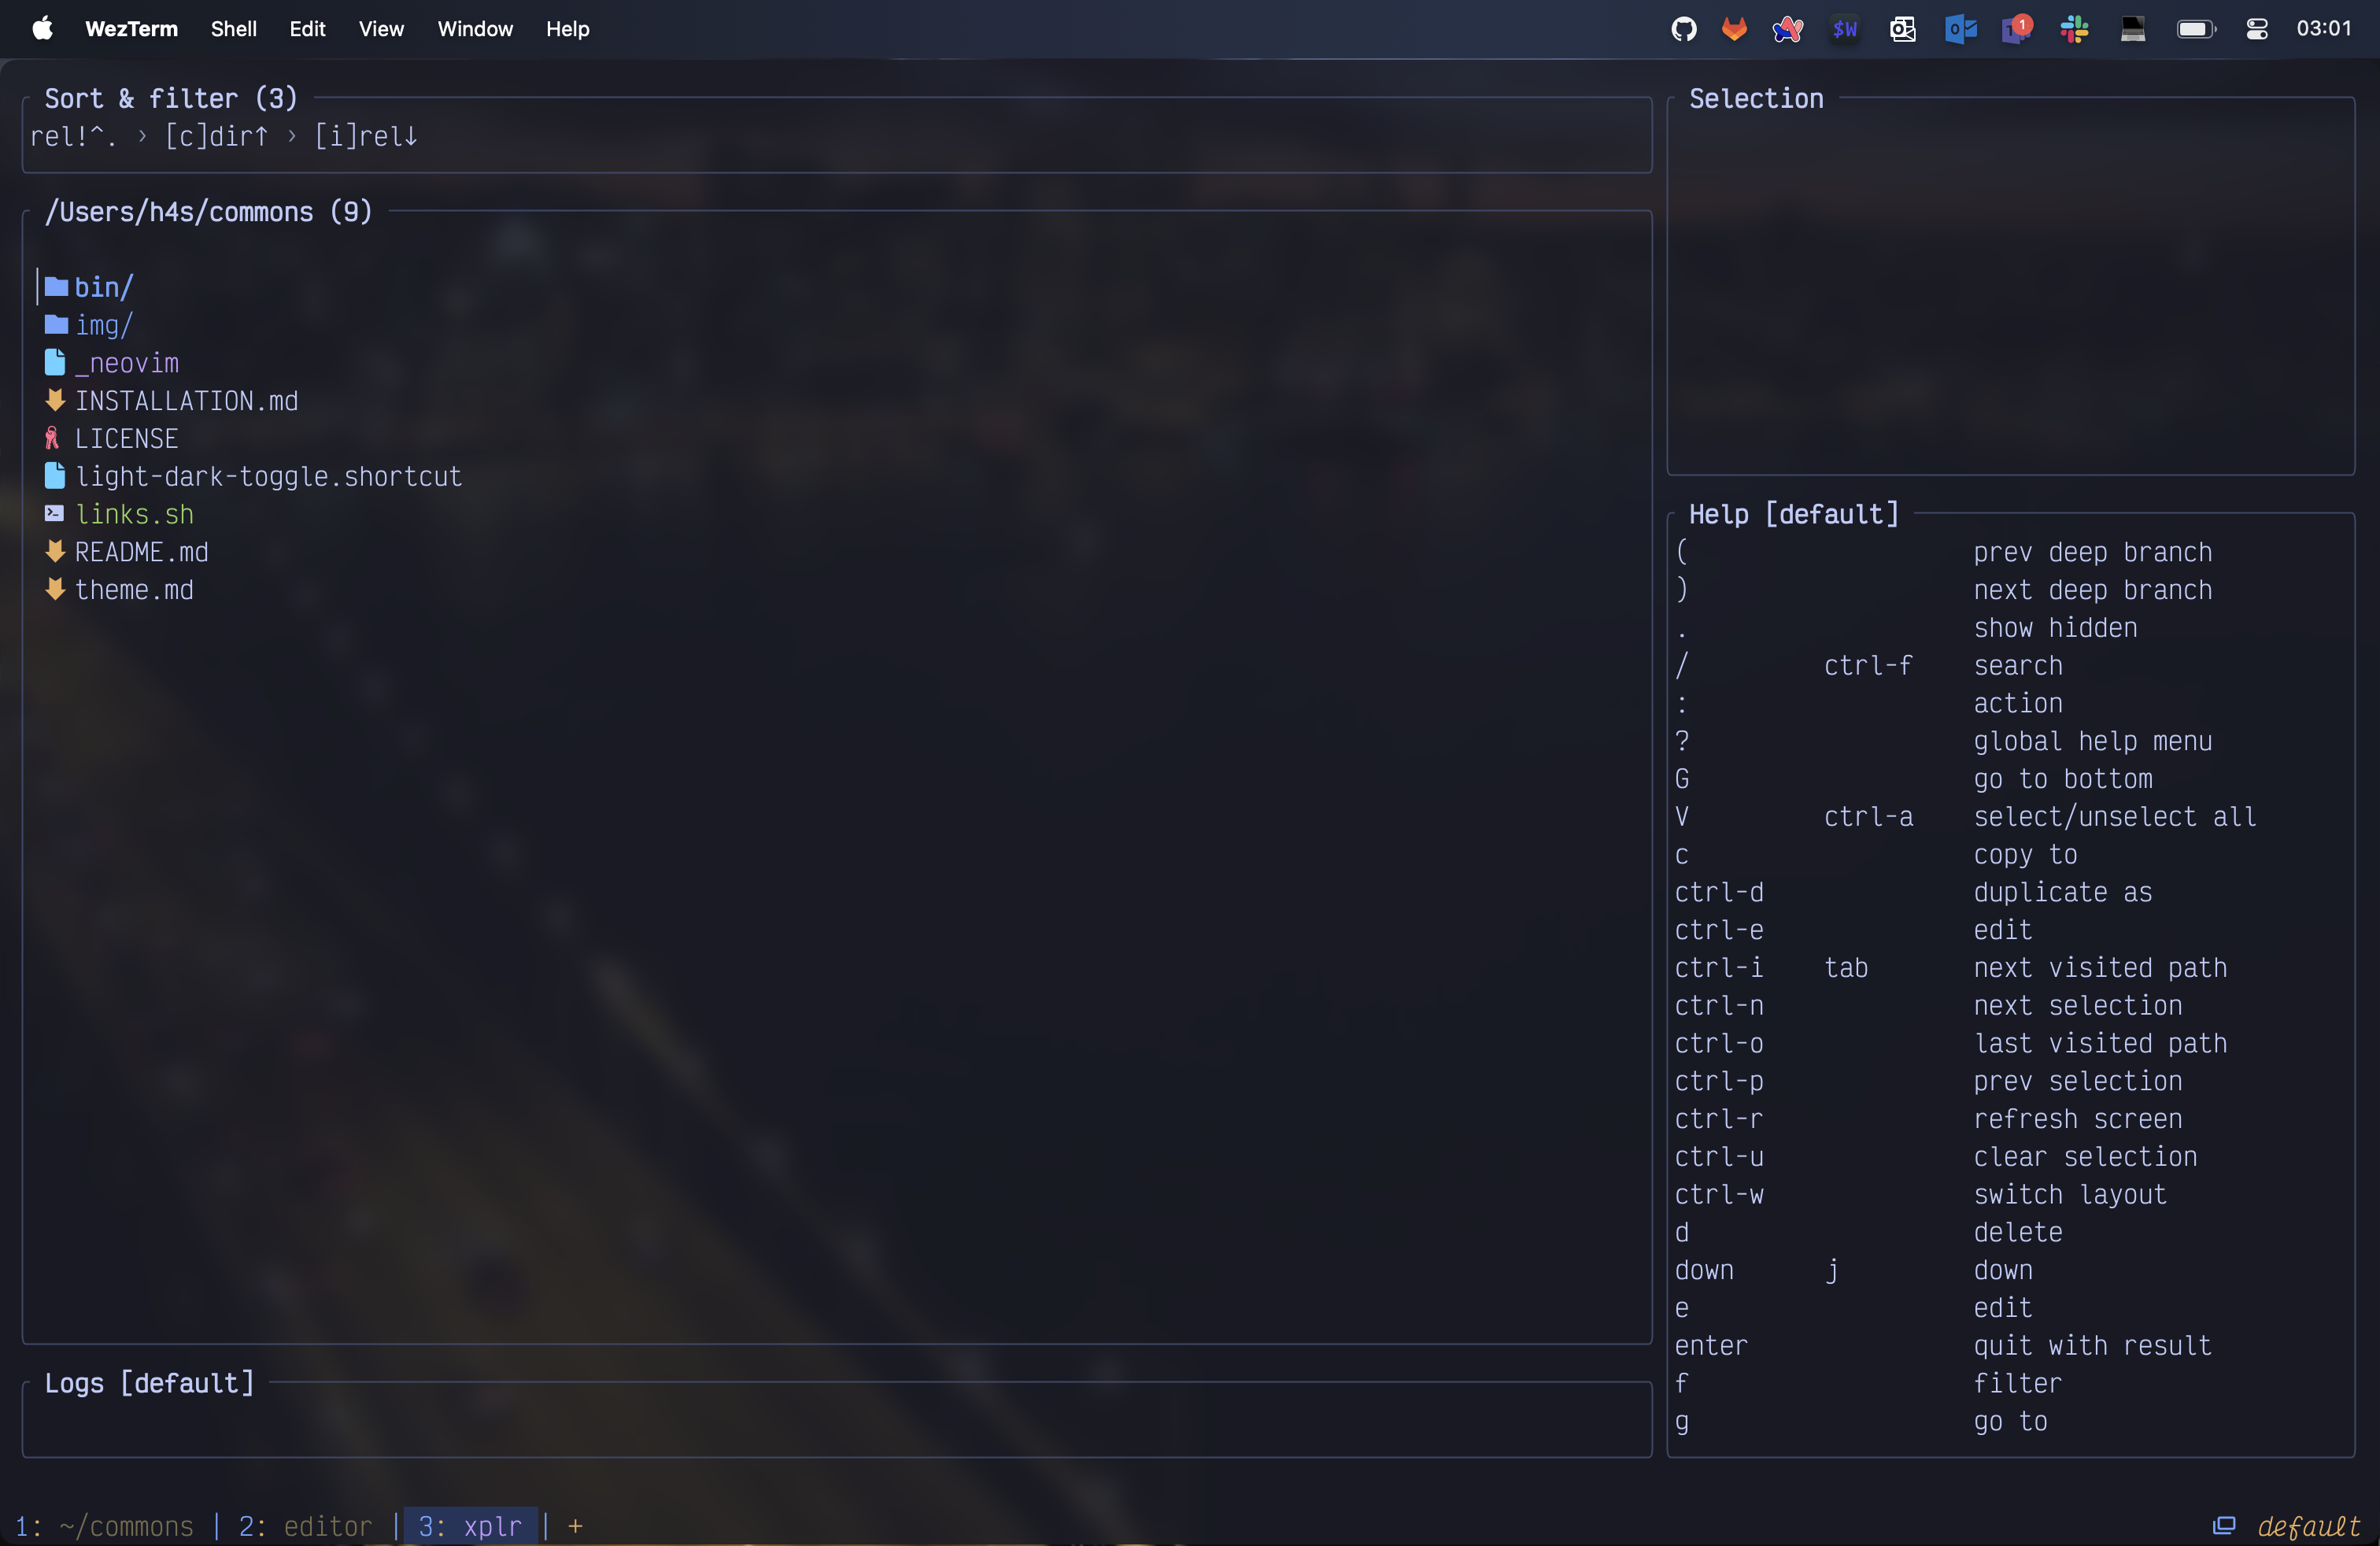 WezTerm Shell Edit View Window Help $W 1 03:01
Sort & filter (3)
rel!^. › [c]dir↑ › [i]rel↓
/Users/h4s/commons (9)
bin/
img/
_neovim
INSTALLATION.md
LICENSE
light-dark-toggle.shortcut
links.sh
README.md
theme.md
Logs [default]
Selection
Help [default]
( prev deep branch
) next deep branch
. show hidden
/ ctrl-f search
: action
? global help menu
G go to bottom
V ctrl-a select/unselect all
c copy to
ctrl-d duplicate as
ctrl-e edit
ctrl-i tab next visited path
ctrl-n next selection
ctrl-o last visited path
ctrl-p prev selection
ctrl-r refresh screen
ctrl-u clear selection
ctrl-w switch layout
d delete
down j down
e edit
enter quit with result
f filter
g go to
1: ~/commons | 2: editor | 3: xplr | + default